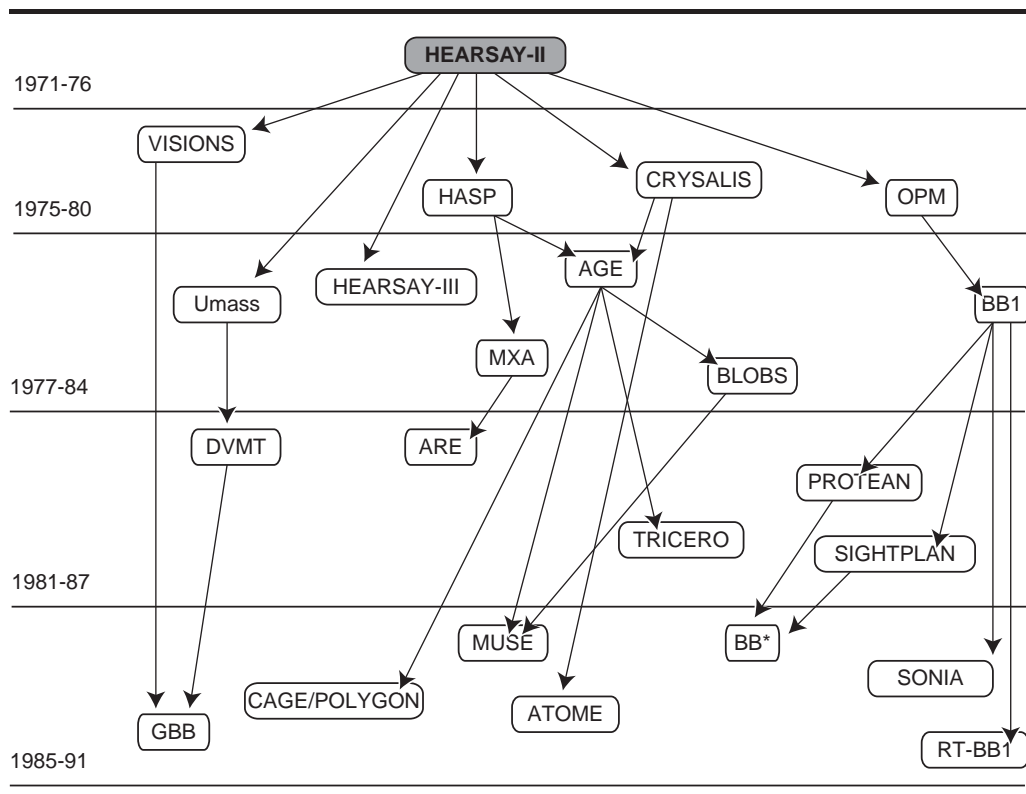 HEARSAY-II
1971-76
VISIONS
CRYSALIS
HASP
OPM
1975-80
AGE
HEARSAY-III
Umass
BB1
MXA
BLOBS
1977-84
DVMT
ARE
PROTEAN
TRICERO
SIGHTPLAN
1981-87
MUSE
BB*
SONIA
CAGE/POLYGON
ATOME
GBB
RT-BB1
1985-91